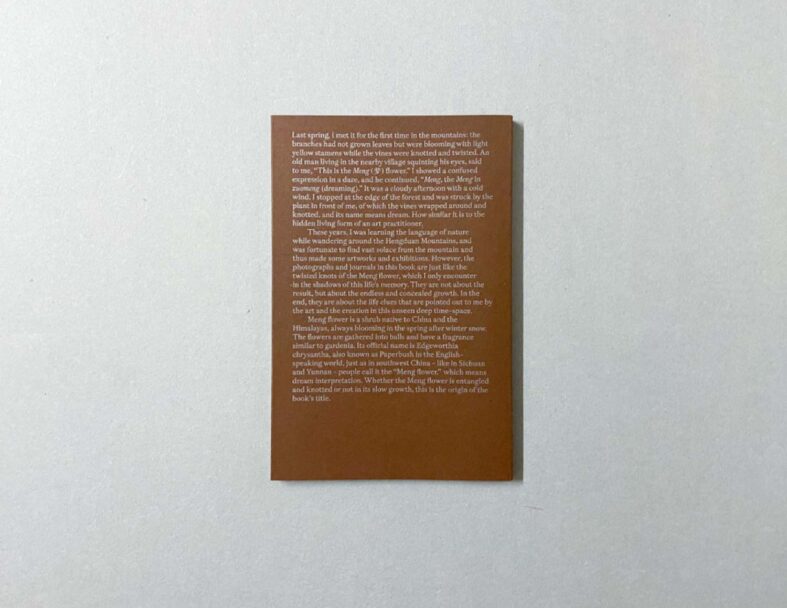 Last spring, I met it for the first time in the mountains: the
branches had not grown leaves but were blooming with light
yellow stamens while the vines were knotted and twisted. An
old man living in the nearby village squinting his eyes, said
to me, “This is the Meng (梦) flower.” I showed a confused
expression in a daze, and he continued, “Meng, the Meng in
zuomeng (dreaming).” It was a cloudy afternoon with a cold
wind. I stopped at the edge of the forest and was struck by the
plant in front of me, of which the vines wrapped around and
knotted, and its name means dream. How similar it is to the
hidden living form of an art practitioner.
These years, I was learning the language of nature
while wandering around the Hengduan Mountains, and
was fortunate to find vast solace from the mountain and
thus made some artworks and exhibitions. However, the
photographs and journals in this book are just like the
twisted knots of the Meng flower, which I only encounter
in the shadows of this life's memory. They are not about the
result, but about the endless and concealed growth. In the
end, they are about the life clues that are pointed out to me by
the art and the creation in this unseen deep time-space.
Meng flower is a shrub native to China and the
Himalayas, always blooming in the spring after winter snow.
The flowers are gathered into balls and have a fragrance
similar to gardenia. Its official name is Edgeworthia
chrysantha, also known as Paperbush in the English-
speaking world, just as in southwest China – like in Sichuan
and Yunnan – people call it the “Meng flower,” which means
dream interpretation. Whether the Meng flower is entangled
and knotted or not in its slow growth, this is the origin of the
book's title.